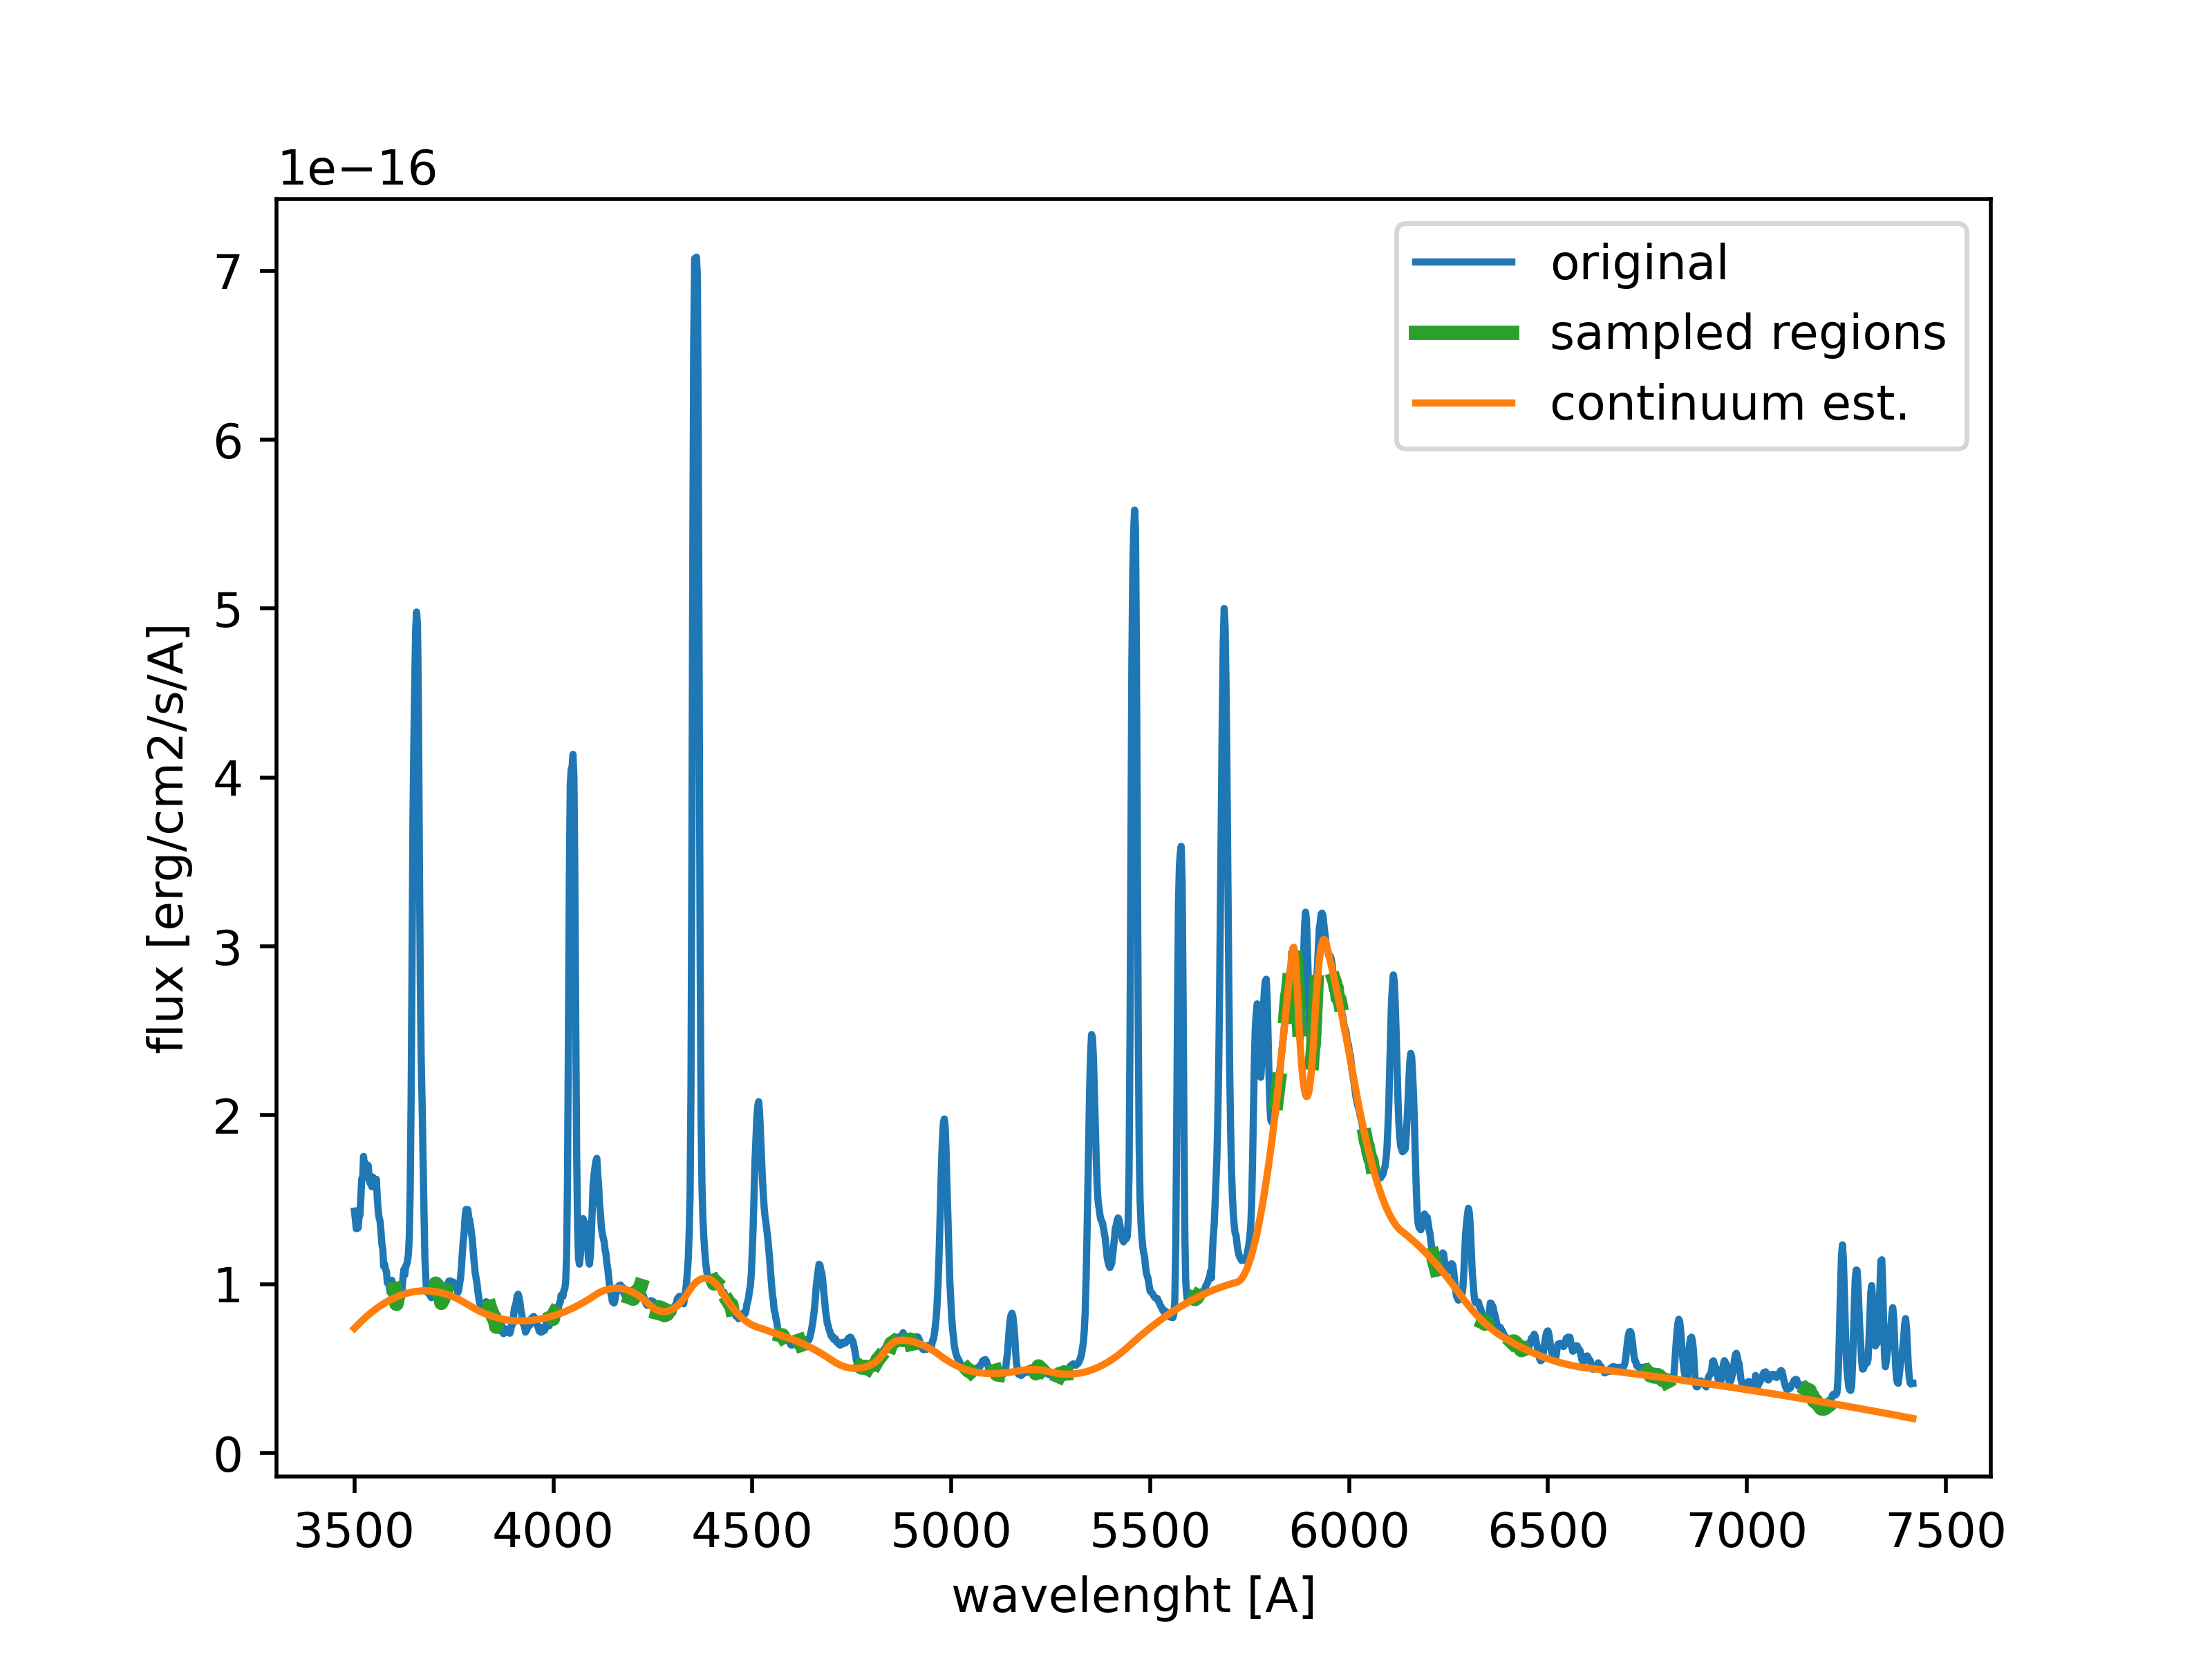 1e−16
original
sampled regions
continuum est.
7
6
5
4
3
2
1
0
flux [erg/cm2/s/A]
3500 4000 4500 5000 5500 6000 6500 7000 7500
wavelenght [A]